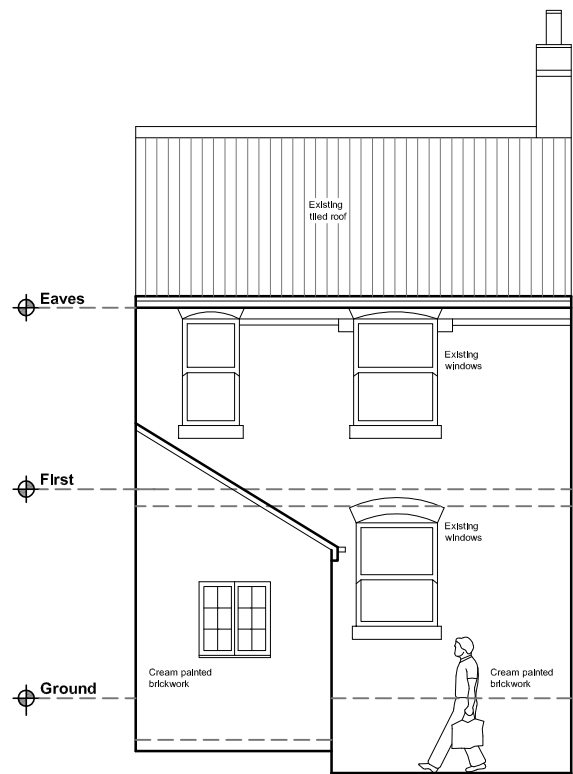 Existing
tiled roof
Eaves
Existing
windows
First
Existing
windows
Cream painted
brickwork
Cream painted
brickwork
Ground